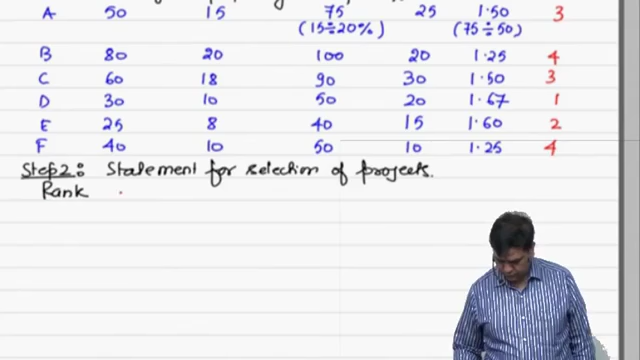 A 50 15 75 25 1.50 3
(15÷20%) (75÷50)
B 80 20 100 20 1.25 4
C 60 18 90 30 1.50 3
D 30 10 50 20 1.67 1
E 25 8 40 15 1.60 2
F 40 10 50 10 1.25 4
Step2: Statement for selection of projects.
Rank